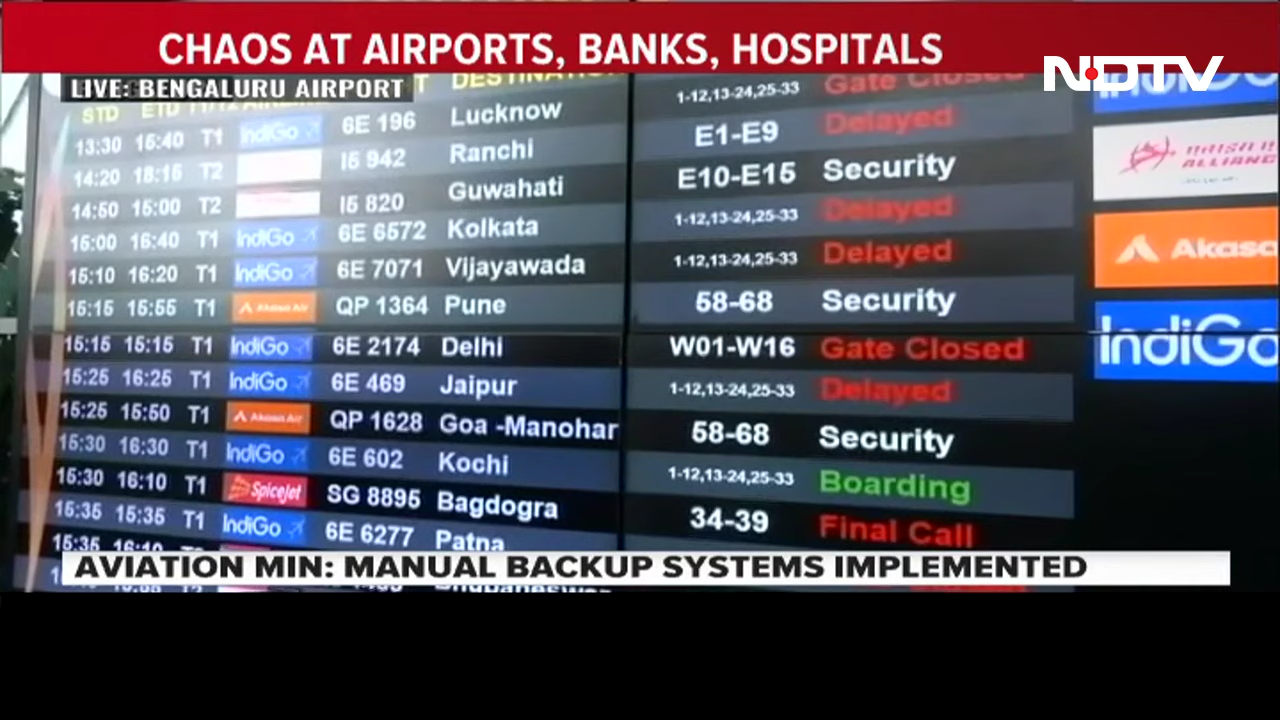 CHAOS AT AIRPORTS, BANKS, HOSPITALS
NDTV
LIVE: BENGALURU AIRPORT
STD ETD DESTINATION
13:30 15:40 T1 IndiGo 6E 196 Lucknow
14:20 18:15 T2 I5 942 Ranchi
14:50 15:00 T2 I5 820 Guwahati
15:00 16:40 T1 IndiGo 6E 6572 Kolkata
15:10 16:20 T1 IndiGo 6E 7071 Vijayawada
15:15 15:55 T1 Akasa Air QP 1364 Pune
15:15 15:15 T1 IndiGo 6E 2174 Delhi
15:25 16:25 T1 IndiGo 6E 469 Jaipur
15:25 15:50 T1 Akasa Air QP 1628 Goa -Manohar
15:30 16:30 T1 IndiGo 6E 602 Kochi
15:30 16:10 T1 SpiceJet SG 8895 Bagdogra
15:35 15:35 T1 IndiGo 6E 6277 Patna
15:35 16:10
Bhubaneswar
1-12,13-24,25-33 Gate Closed
E1-E9 Delayed
E10-E15 Security
1-12,13-24,25-33 Delayed
1-12,13-24,25-33 Delayed
58-68 Security
W01-W16 Gate Closed
1-12,13-24,25-33 Delayed
58-68 Security
1-12,13-24,25-33 Boarding
34-39 Final Call
IndiGo
ALLIANC
Akasa
IndiGo
AVIATION MIN: MANUAL BACKUP SYSTEMS IMPLEMENTED